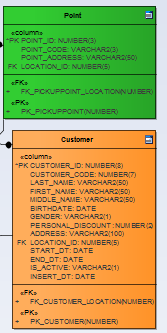 Point
«column»
*PK POINT_ID: NUMBER(3)
POINT_CODE: VARCHAR2(3)
POINT_ADDRESS: VARCHAR2(50)
FK LOCATION_ID: NUMBER(5)
«FK»
+ FK_PICKUPPOINT_LOCATION(NUMBER)
«PK»
+ PK_PICKUPPOINT(NUMBER)
Customer
«column»
*PK CUSTOMER_ID: NUMBER(8)
CUSTOMER_CODE: NUMBER(7)
LAST_NAME: VARCHAR2(50)
FIRST_NAME: VARCHAR2(50)
MIDDLE_NAME: VARCHAR2(50)
BIRTHDATE: DATE
GENDER: VARCHAR2(1)
PERSONAL_DISCOUNT: NUMBER(2
ADDRESS: VARCHAR2(100)
FK LOCATION_ID: NUMBER(5)
START_DT: DATE
END_DT: DATE
IS_ACTIVE: VARCHAR2(1)
INSERT_DT: DATE
«FK»
+ FK_CUSTOMER_LOCATION(NUMBER)
«PK»
+ PK_CUSTOMER(NUMBER)